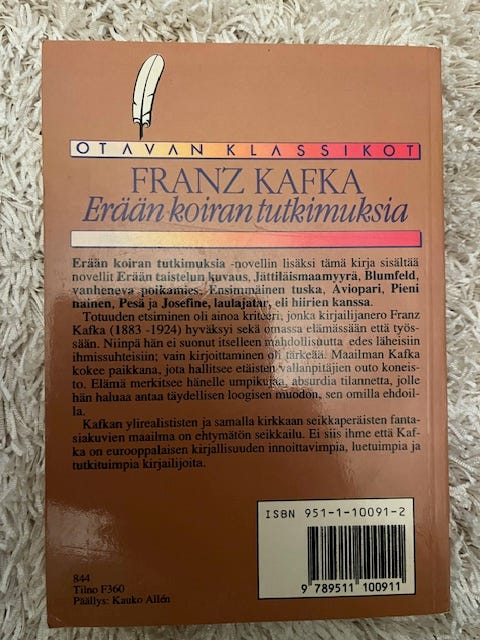 OTAVAN KLASSIKOT
FRANZ KAFKA
Erään koiran tutkimuksia
Erään koiran tutkimuksia -novellin lisäksi tämä kirja sisältää
novellit Erään taistelun kuvaus, Jättiläismaamyyrä, Blumfeld,
vanheneva poikamies, Ensimmäinen tuska, Aviopari, Pieni
nainen, Pesä ja Josefine, laulajatar, eli hiirien kanssa.
Totuuden etsiminen oli ainoa kriteeri, jonka kirjailijanero Franz
Kafka (1883 -1924) hyväksyi sekä omassa elämässään että työs-
sään. Niinpä hän ei suonut itselleen mahdollisuutta edes läheisiin
ihmissuhteisiin; vain kirjoittaminen oli tärkeää. Maailman Kafka
kokee paikkana, jota hallitsee etäisten vallanpitäjien outo koneis-
to. Elämä merkitsee hänelle umpikujaa, absurdia tilannetta, jolle
hän haluaa antaa täydellisen loogisen muodon, sen omilla ehdoil-
la.
Kafkan ylirealististen ja samalla kirkkaan seikkaperäisten fanta-
siakuvien maailma on ehtymätön seikkailu. Ei siis ihme että Kaf-
ka on eurooppalaisen kirjallisuuden innoittavimpia, luetuimpia ja
tutkituimpia kirjailijoita.
ISBN 951-1-10091-2
9 789511 100911
844
Tilno F360
Päällys: Kauko Allén